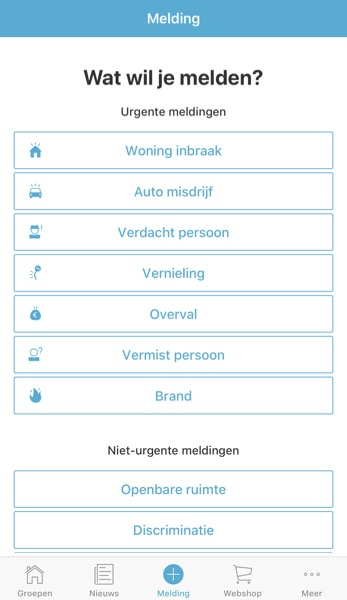 Melding
Wat wil je melden?
Urgente meldingen
Woning inbraak
Auto misdrijf
Verdacht persoon
Vernieling
Overval
Vermist persoon
Brand
Niet-urgente meldingen
Openbare ruimte
Discriminatie
Groepen Nieuws Melding Webshop Meer